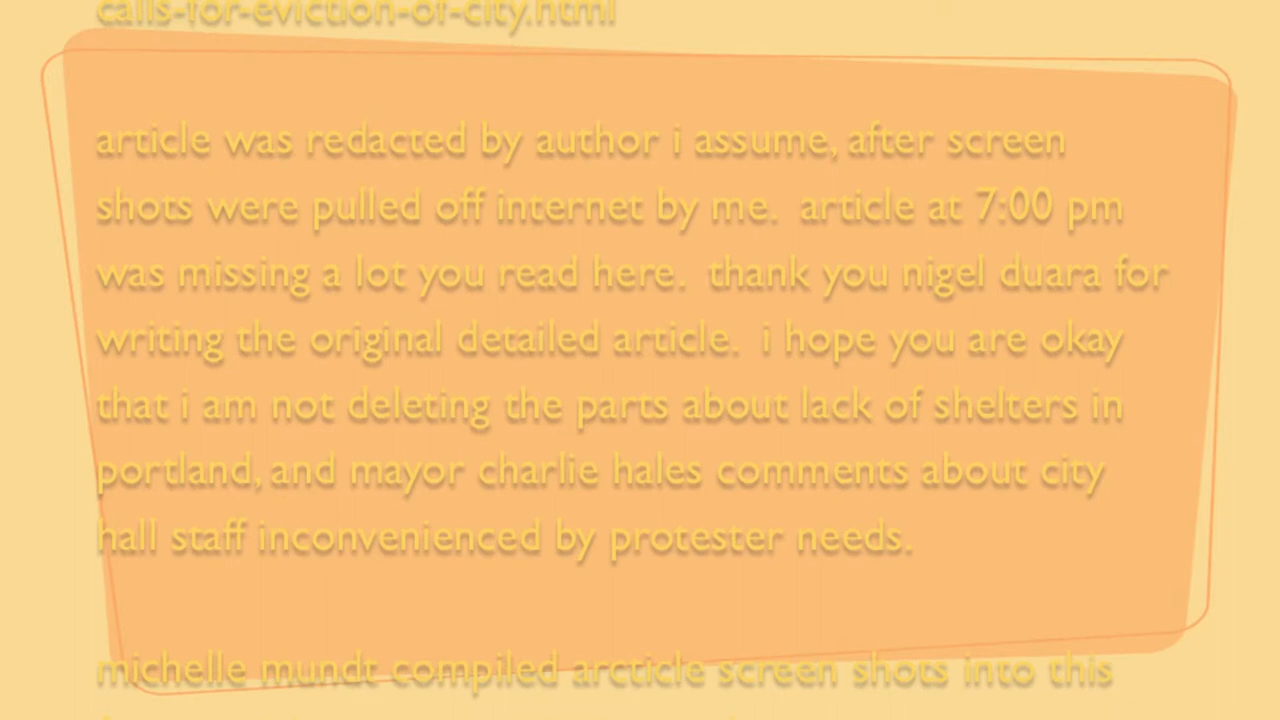 calls-for-eviction-of-city.html
article was redacted by author i assume, after screen
shots were pulled off internet by me.  article at 7:00 pm
was missing a lot you read here.  thank you nigel duara for
writing the original detailed article.  i hope you are okay
that i am not deleting the parts about lack of shelters in
portland, and mayor charlie hales comments about city
hall staff inconvenienced by protester needs.
michelle mundt compiled arcticle screen shots into this